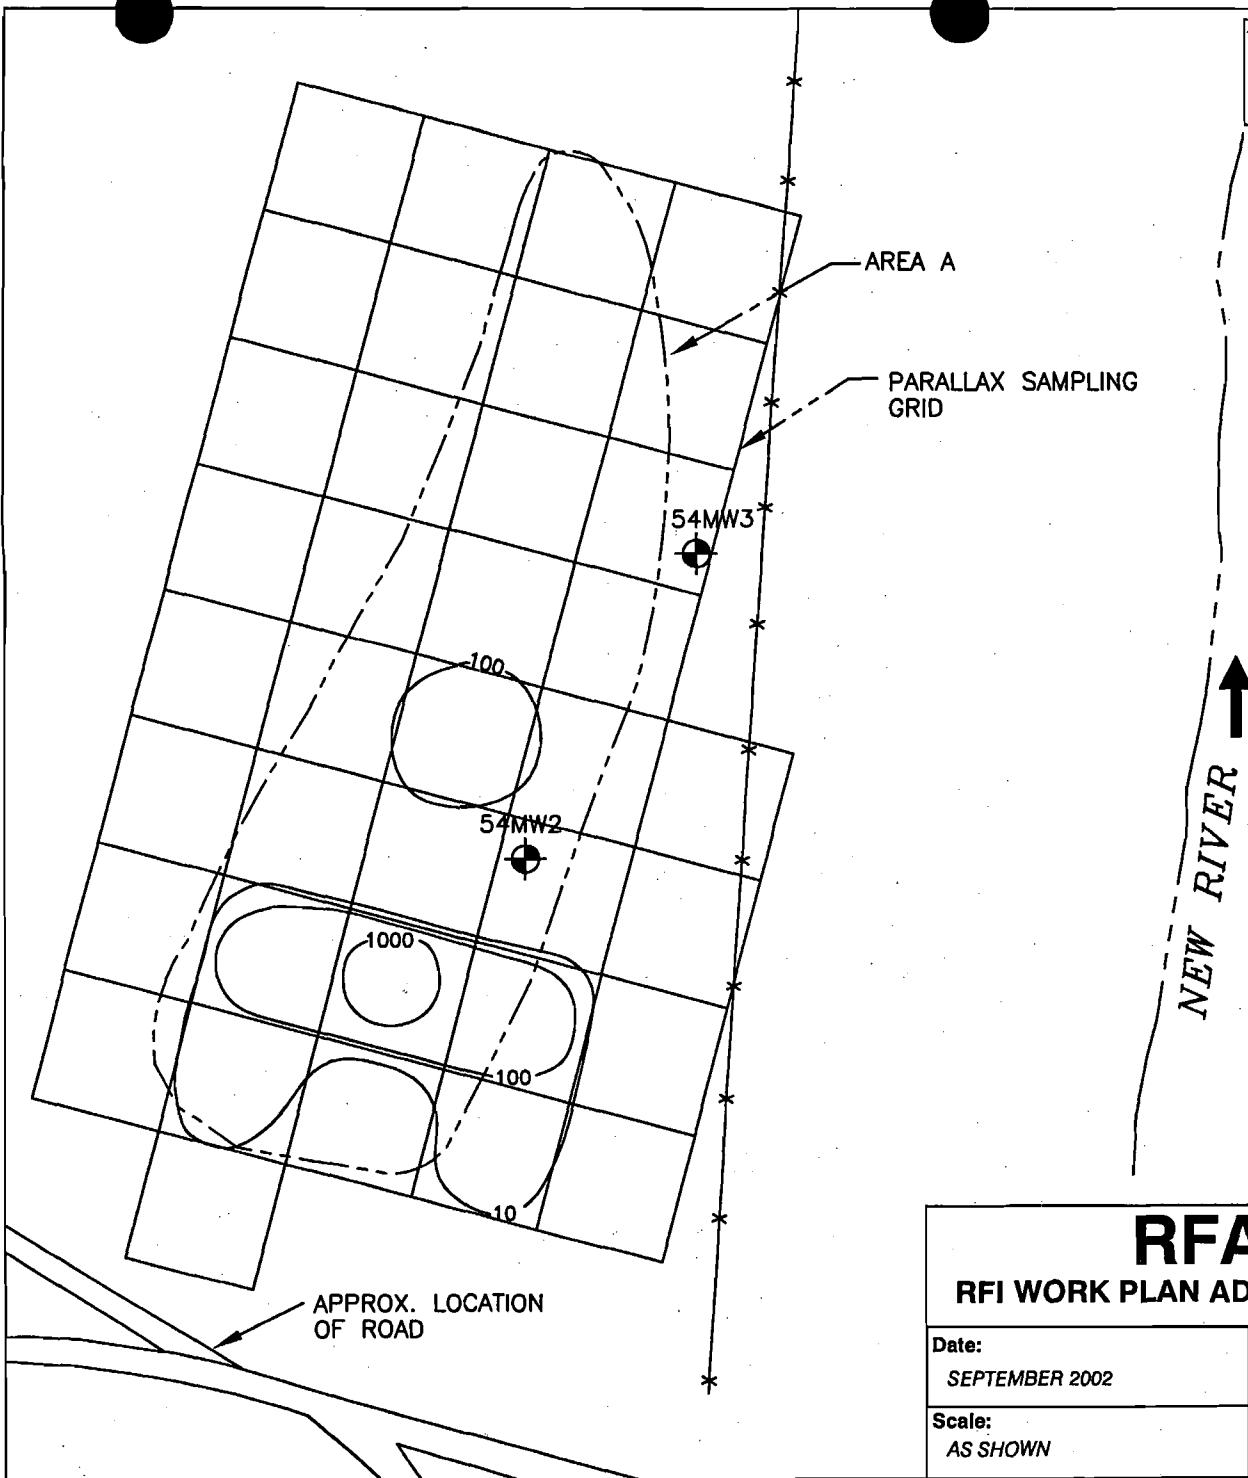 AREA A
PARALLAX SAMPLING
GRID
54MW3
100
54MW2
1000
100
10
NEW RIVER
APPROX. LOCATION
OF ROAD
RFA
RFI WORK PLAN AD
Date:
SEPTEMBER 2002
Scale:
AS SHOWN